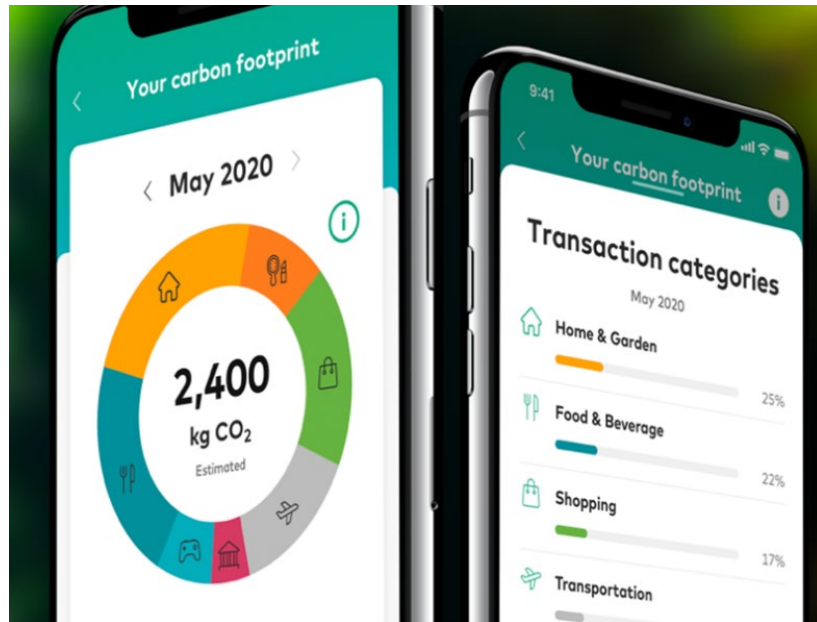 Your carbon footprint
May 2020
2,400
kg CO₂
Estimated
9:41
Your carbon footprint
Transaction categories
May 2020
Home & Garden
25%
Food & Beverage
22%
Shopping
17%
Transportation